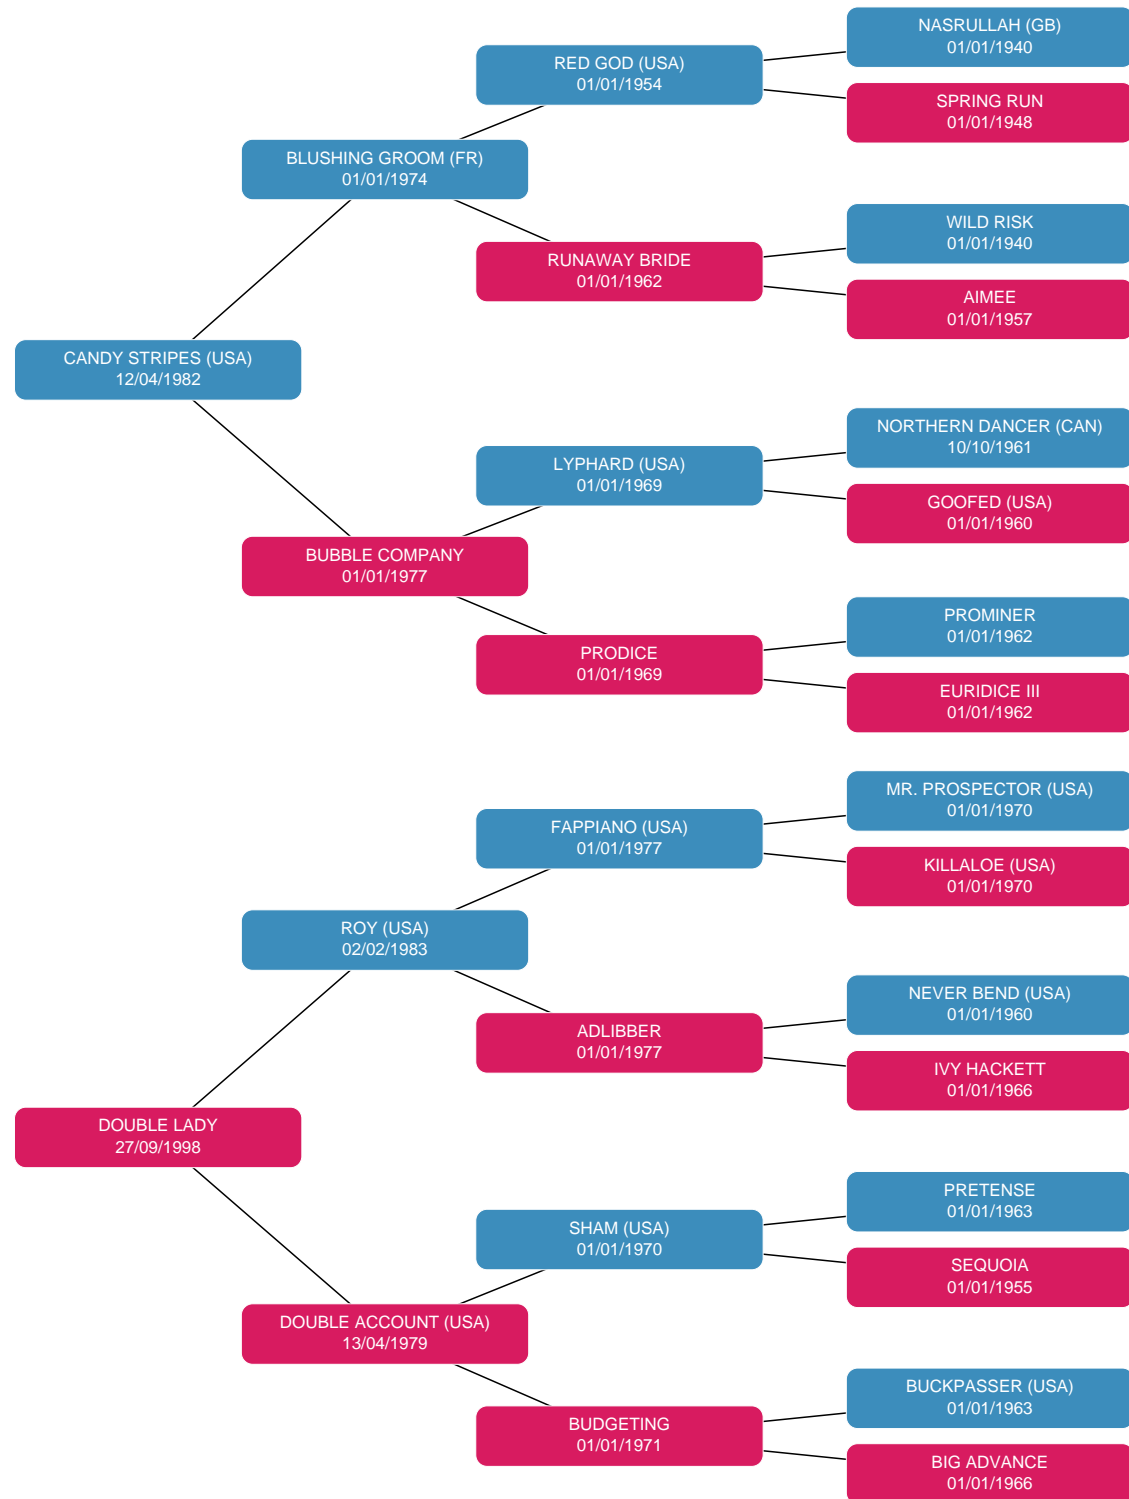 NASRULLAH (GB)
01/01/1940
RED GOD (USA)
01/01/1954
SPRING RUN
01/01/1948
BLUSHING GROOM (FR)
01/01/1974
WILD RISK
01/01/1940
RUNAWAY BRIDE
01/01/1962
AIMEE
01/01/1957
CANDY STRIPES (USA)
12/04/1982
NORTHERN DANCER (CAN)
10/10/1961
LYPHARD (USA)
01/01/1969
GOOFED (USA)
01/01/1960
BUBBLE COMPANY
01/01/1977
PROMINER
01/01/1962
PRODICE
01/01/1969
EURIDICE III
01/01/1962
MR. PROSPECTOR (USA)
01/01/1970
FAPPIANO (USA)
01/01/1977
KILLALOE (USA)
01/01/1970
ROY (USA)
02/02/1983
NEVER BEND (USA)
01/01/1960
ADLIBBER
01/01/1977
IVY HACKETT
01/01/1966
DOUBLE LADY
27/09/1998
PRETENSE
01/01/1963
SHAM (USA)
01/01/1970
SEQUOIA
01/01/1955
DOUBLE ACCOUNT (USA)
13/04/1979
BUCKPASSER (USA)
01/01/1963
BUDGETING
01/01/1971
BIG ADVANCE
01/01/1966